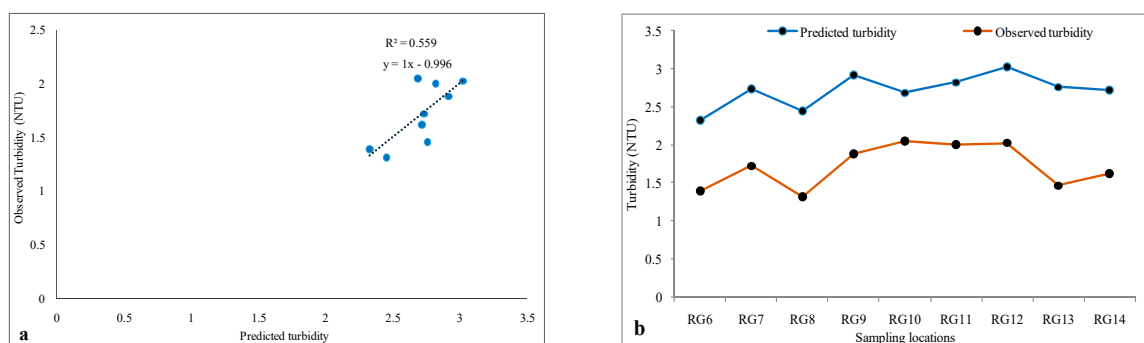 2.5
R² = 0.559
y = 1x - 0.996
2
1.5
1
0.5
0
Observed Turbidity (NTU)
0 0.5 1 1.5 2 2.5 3 3.5
a
Predicted turbidity
Predicted turbidity Observed turbidity
3.5
3
2.5
2
1.5
1
0.5
0
Turbidity (NTU)
RG6 RG7 RG8 RG9 RG10 RG11 RG12 RG13 RG14
b
Sampling locations